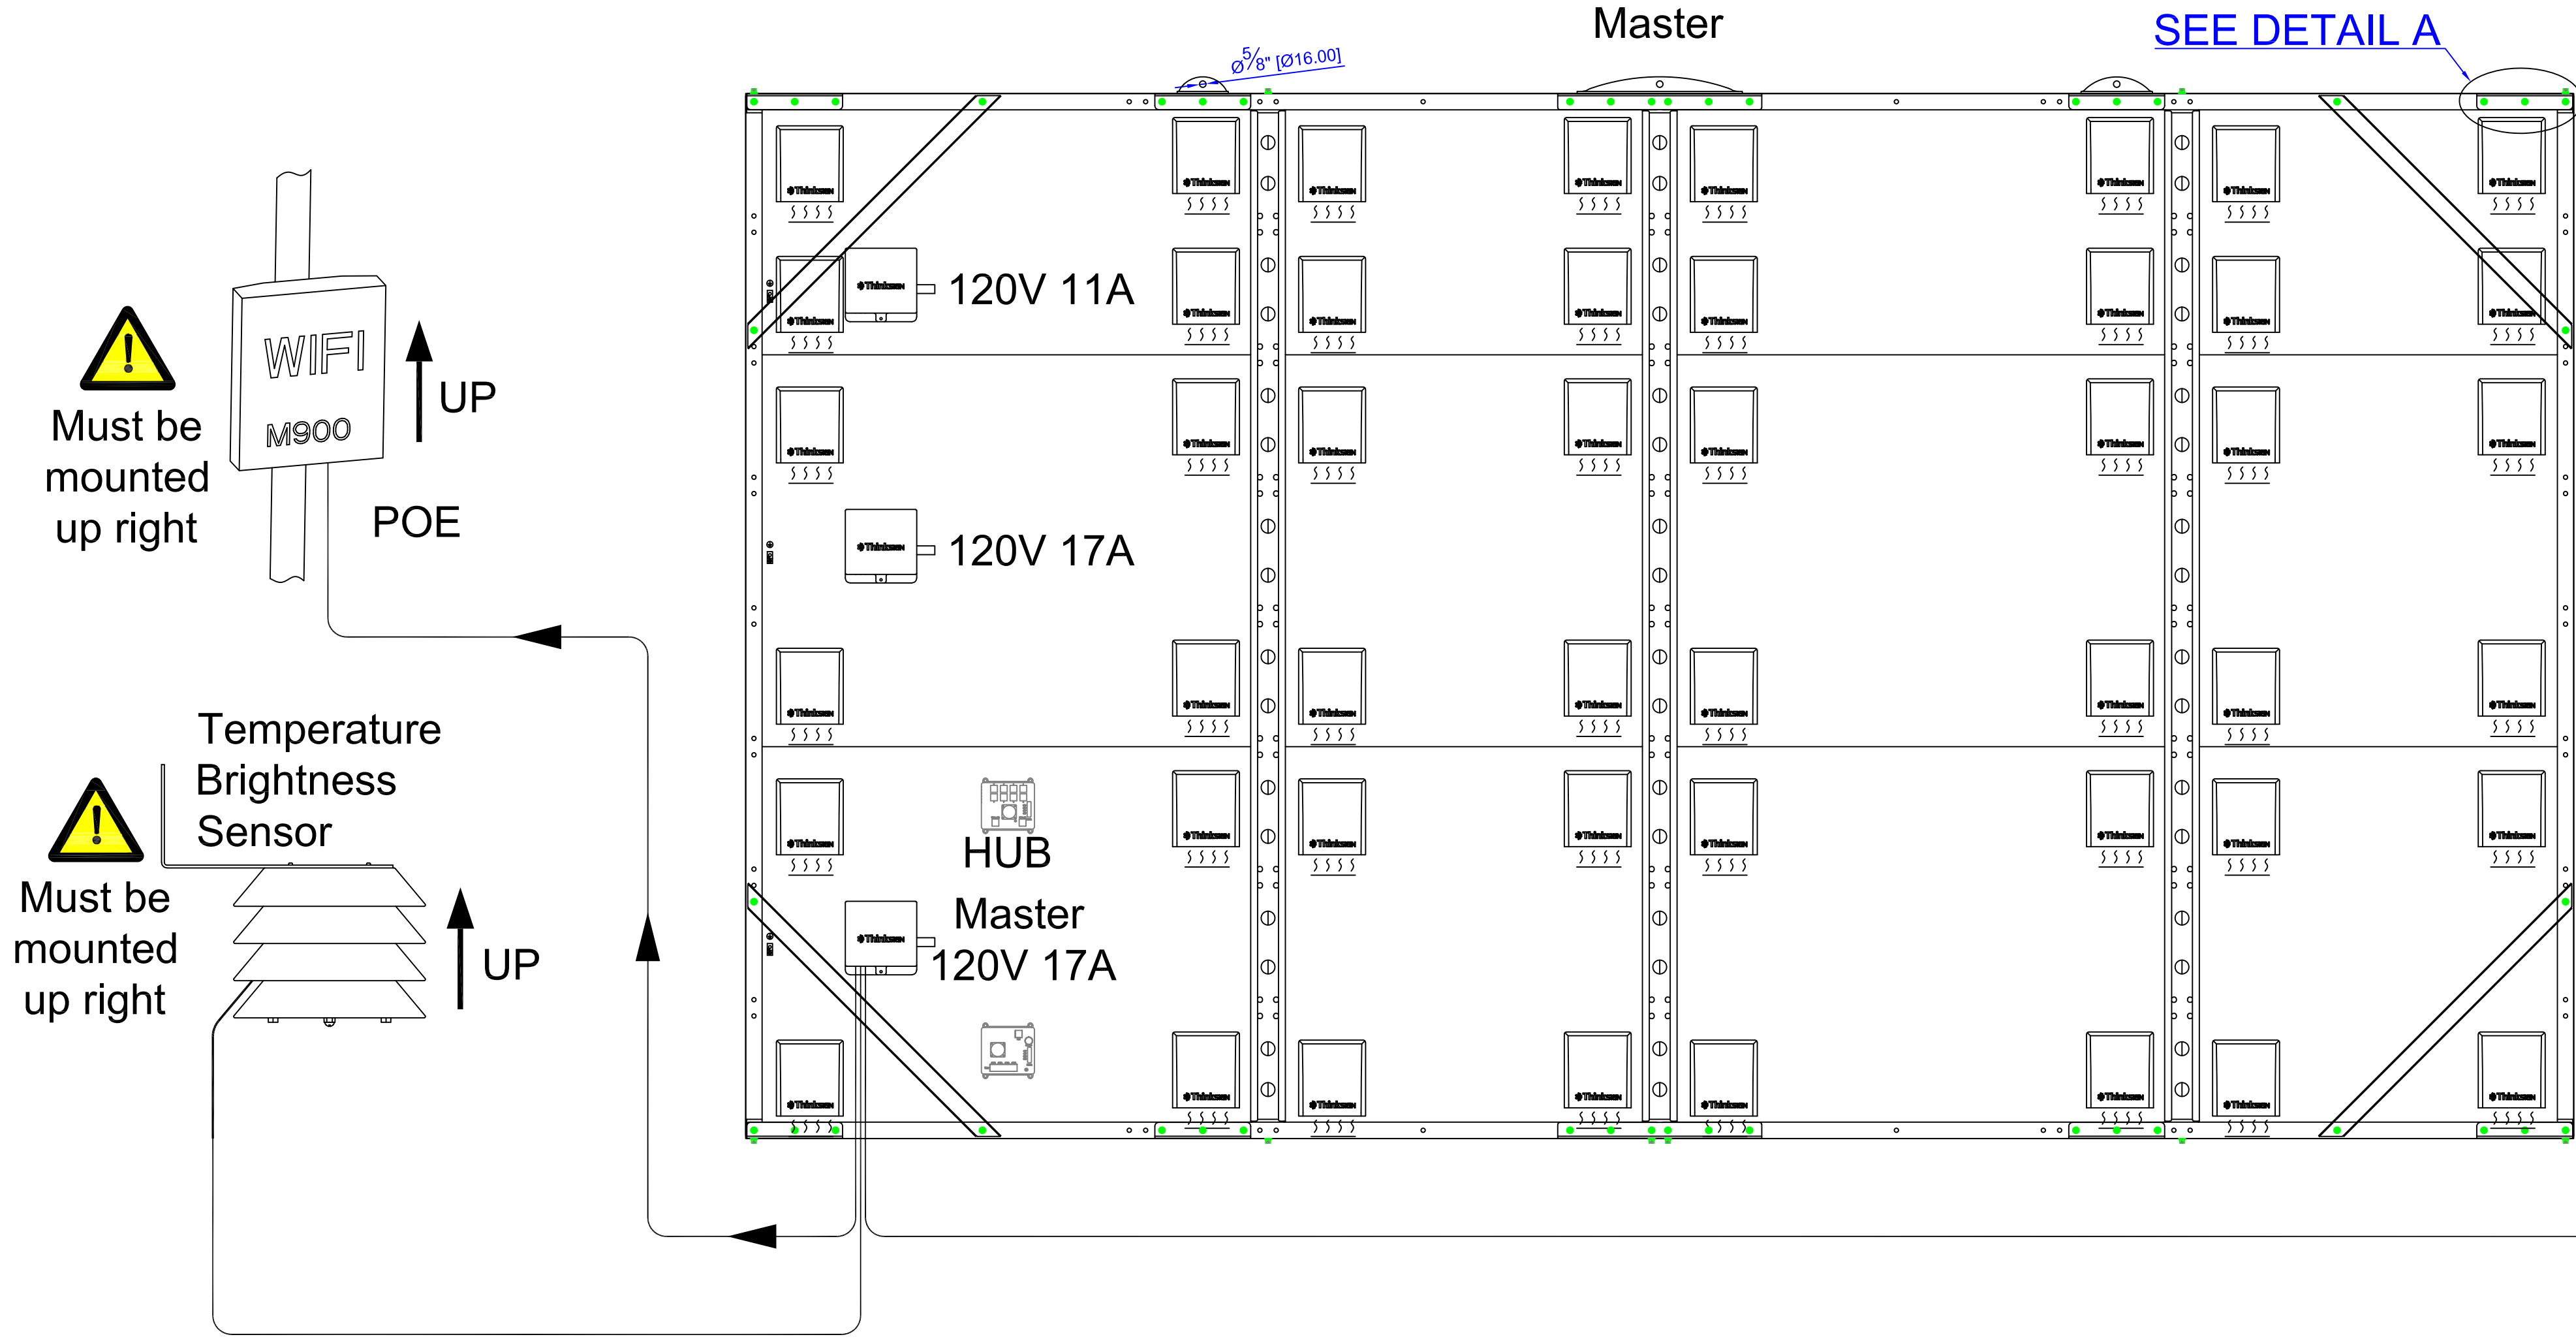 Master
SEE DETAIL A
Ø5/8" [Ø16.00]
WIFI
M900
UP
Must be
mounted
up right
POE
120V 11A
120V 17A
Temperature
Brightness
Sensor
Must be
mounted
up right
UP
HUB
Master
120V 17A